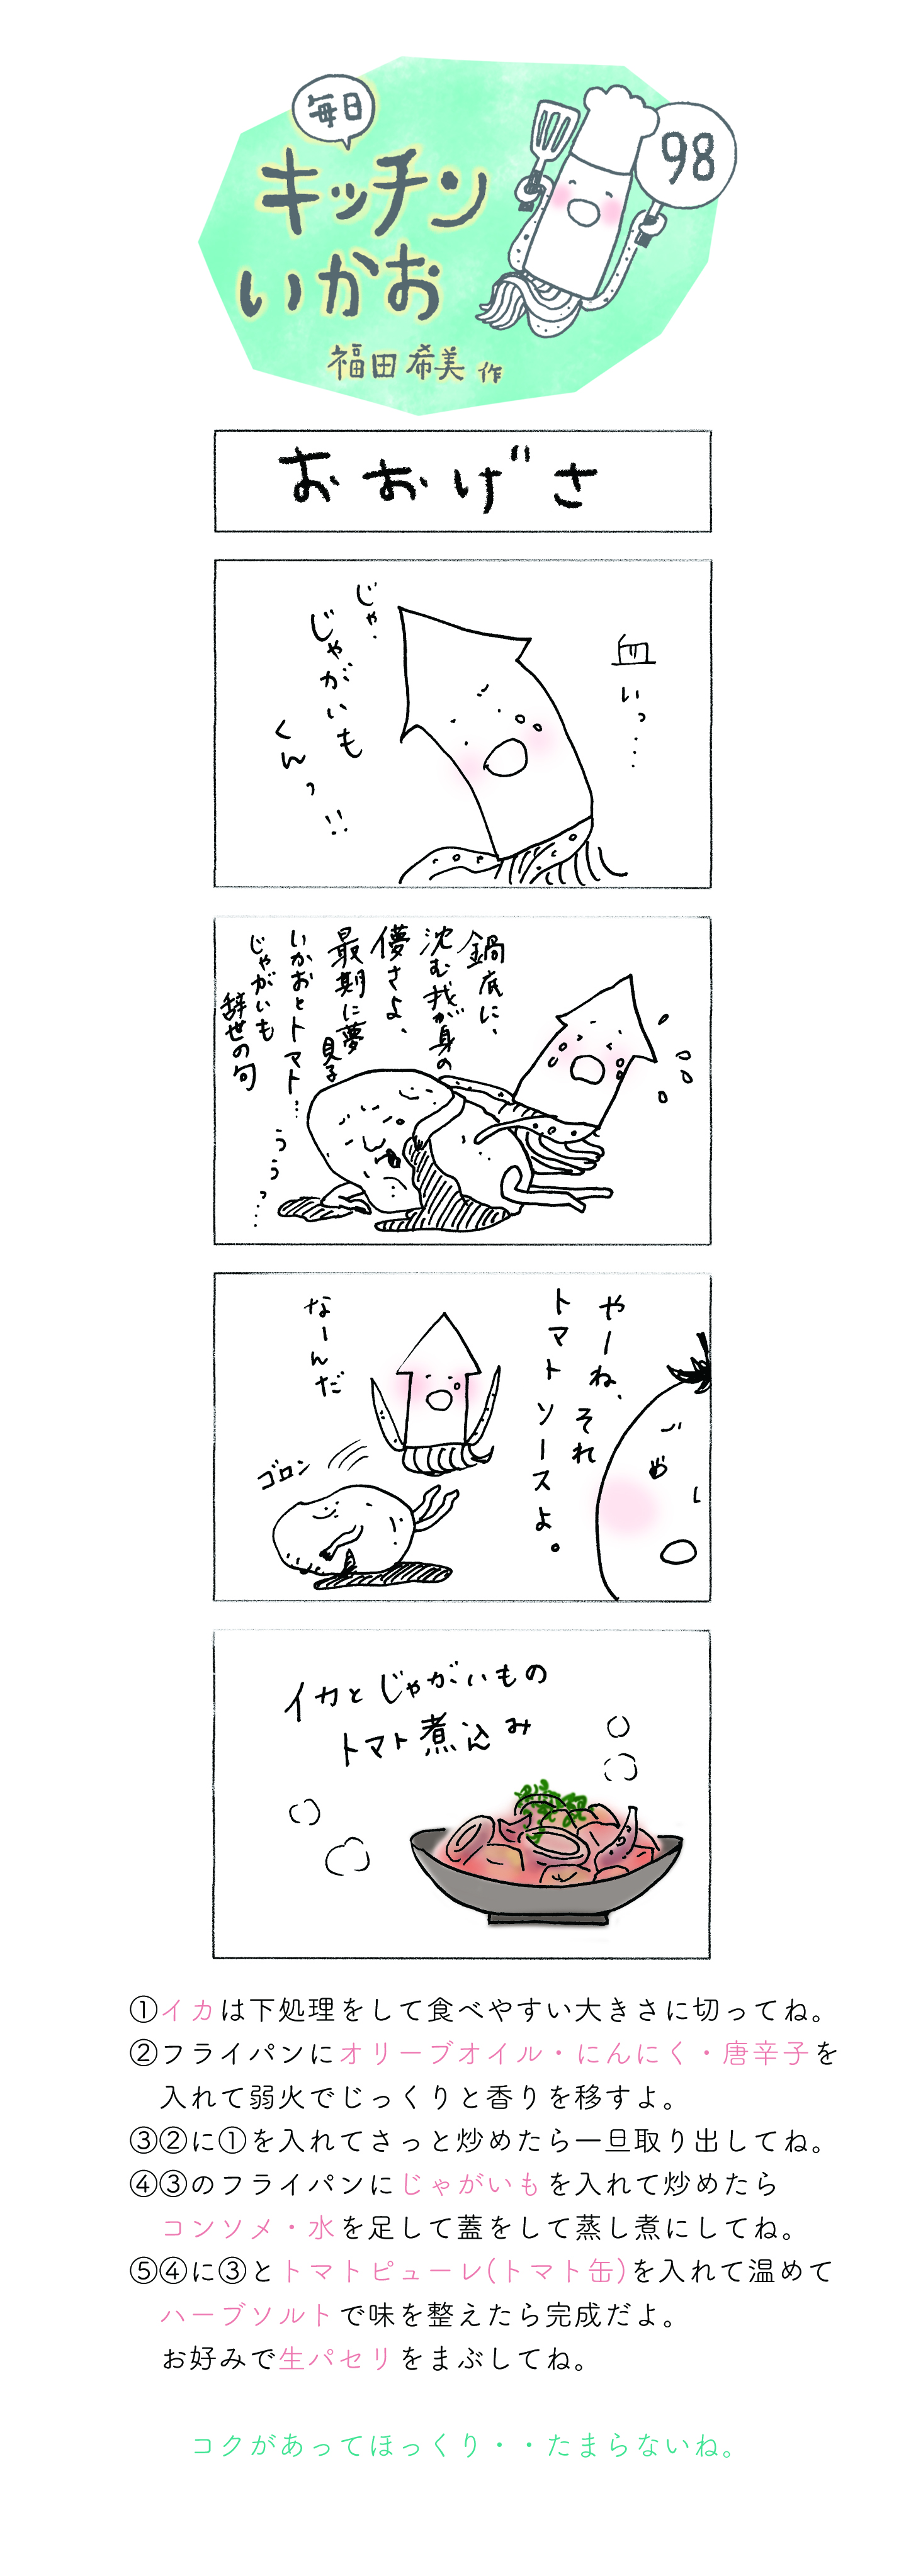 毎日
キッチン
いかお
98
福田希美 作
おおげさ
血いっ…
じゃ・
じゃがいも
くんっ!!
鍋底に、
沈む我が身の
儚さよ、
最期に夢見る
いかおとトマト…
じゃがいも
辞世の句
ううっ…
やーね、それ
トマトソースよ。
なーんだ
ゴロン
イカとじゃがいもの
トマト煮込み
①イカは下処理をして食べやすい大きさに切ってね。
②フライパンにオリーブオイル・にんにく・唐辛子を
入れて弱火でじっくりと香りを移すよ。
③②に①を入れてさっと炒めたら一旦取り出してね。
④③のフライパンにじゃがいもを入れて炒めたら
コンソメ・水を足して蓋をして蒸し煮にしてね。
⑤④に③とトマトピューレ(トマト缶)を入れて温めて
ハーブソルトで味を整えたら完成だよ。
お好みで生パセリをまぶしてね。
コクがあってほっくり・・たまらないね。